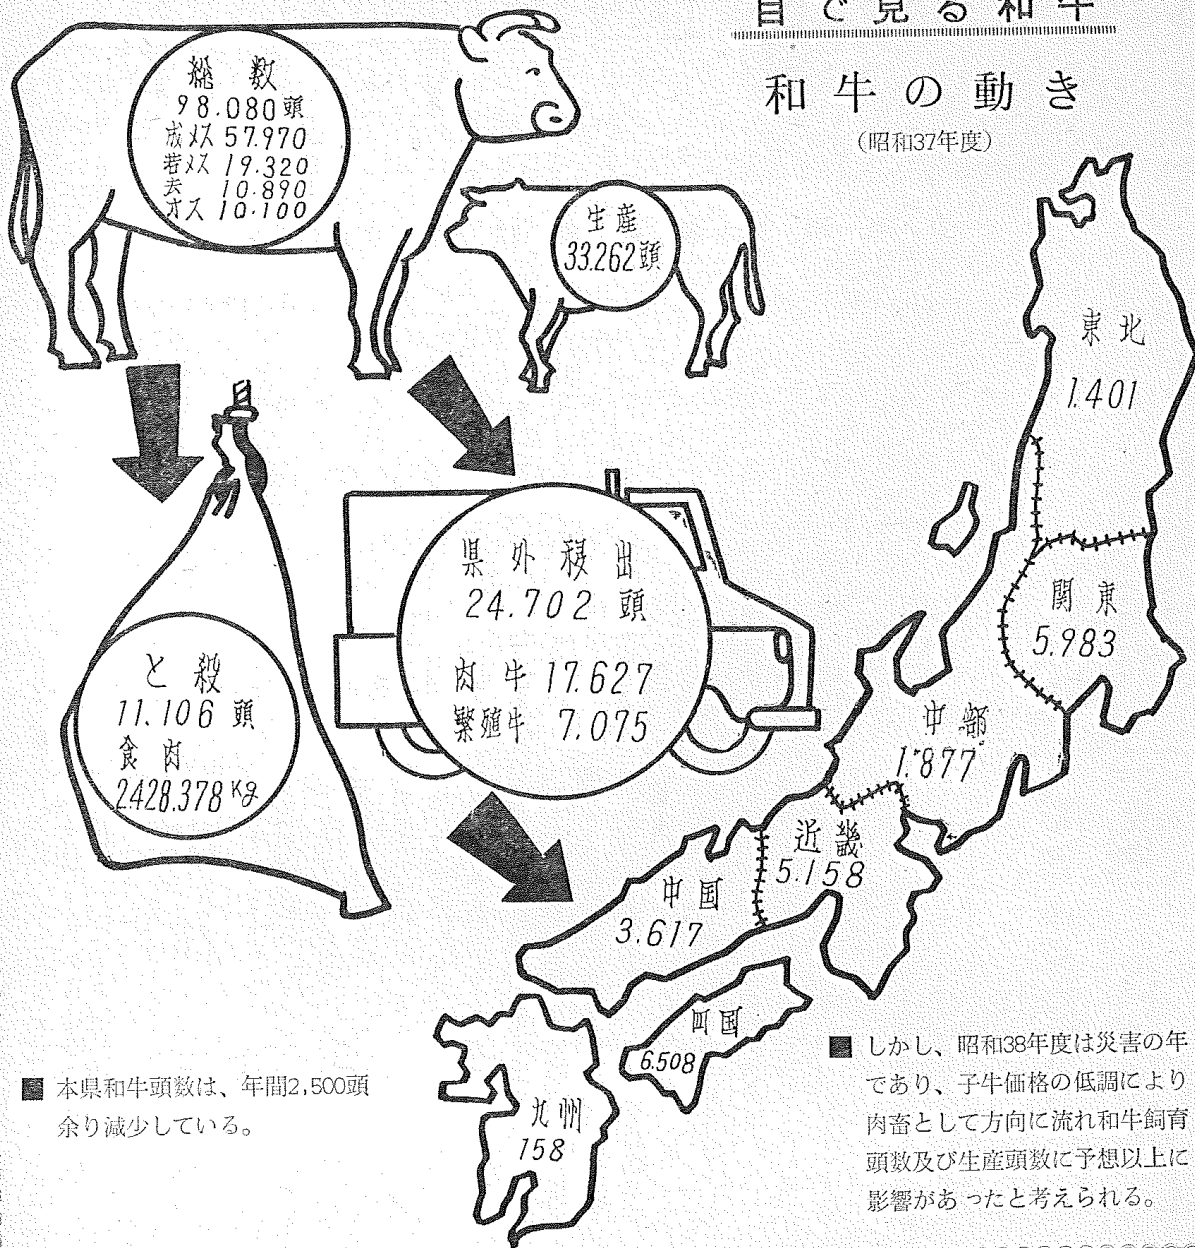 目で見る和牛
和牛の動き
(昭和37年度)
総数
98.080頭
成メス 57.970
若メス 19.320
去 10.890
オス 10.100
生産
33.262頭
東北
1.401
県外移出
24.702 頭
肉牛 17.627
繁殖牛 7.075
関東
5.983
と殺
11.106 頭
食肉
2428.378 Kg
中部
1.877
近畿
5.158
中国
3.617
四国
6.508
九州
158
■ 本県和牛頭数は、年間2,500頭
余り減少している。
■ しかし、昭和38年度は災害の年
であり、子牛価格の低調により
肉畜として方向に流れ和牛飼育
頭数及び生産頭数に予想以上に
影響があったと考えられる。